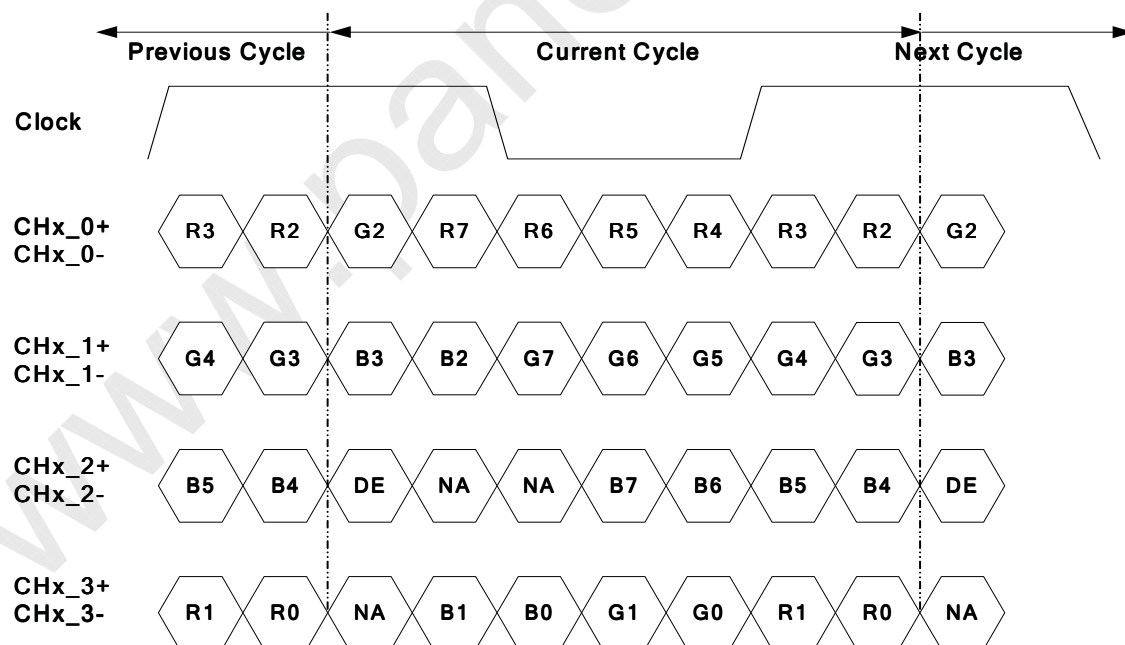 Previous Cycle Current Cycle Next Cycle
Clock
CHx_0+
CHx_0-
R3 R2 G2 R7 R6 R5 R4 R3 R2 G2
CHx_1+
CHx_1-
G4 G3 B3 B2 G7 G6 G5 G4 G3 B3
CHx_2+
CHx_2-
B5 B4 DE NA NA B7 B6 B5 B4 DE
CHx_3+
CHx_3-
R1 R0 NA B1 B0 G1 G0 R1 R0 NA
www.pan